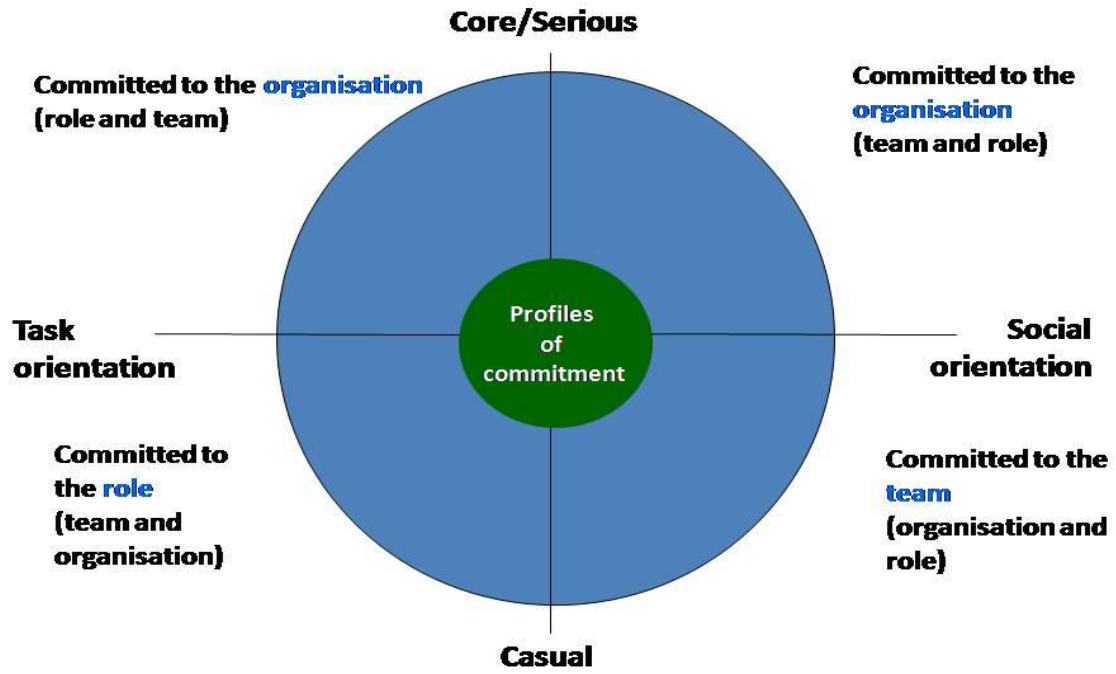 Core/Serious
Committed to the organisation
(role and team)
Committed to the
organisation
(team and role)
Profiles
of
commitment
Task
orientation
Social
orientation
Committed to
the role
(team and
organisation)
Committed to the
team
(organisation and
role)
Casual